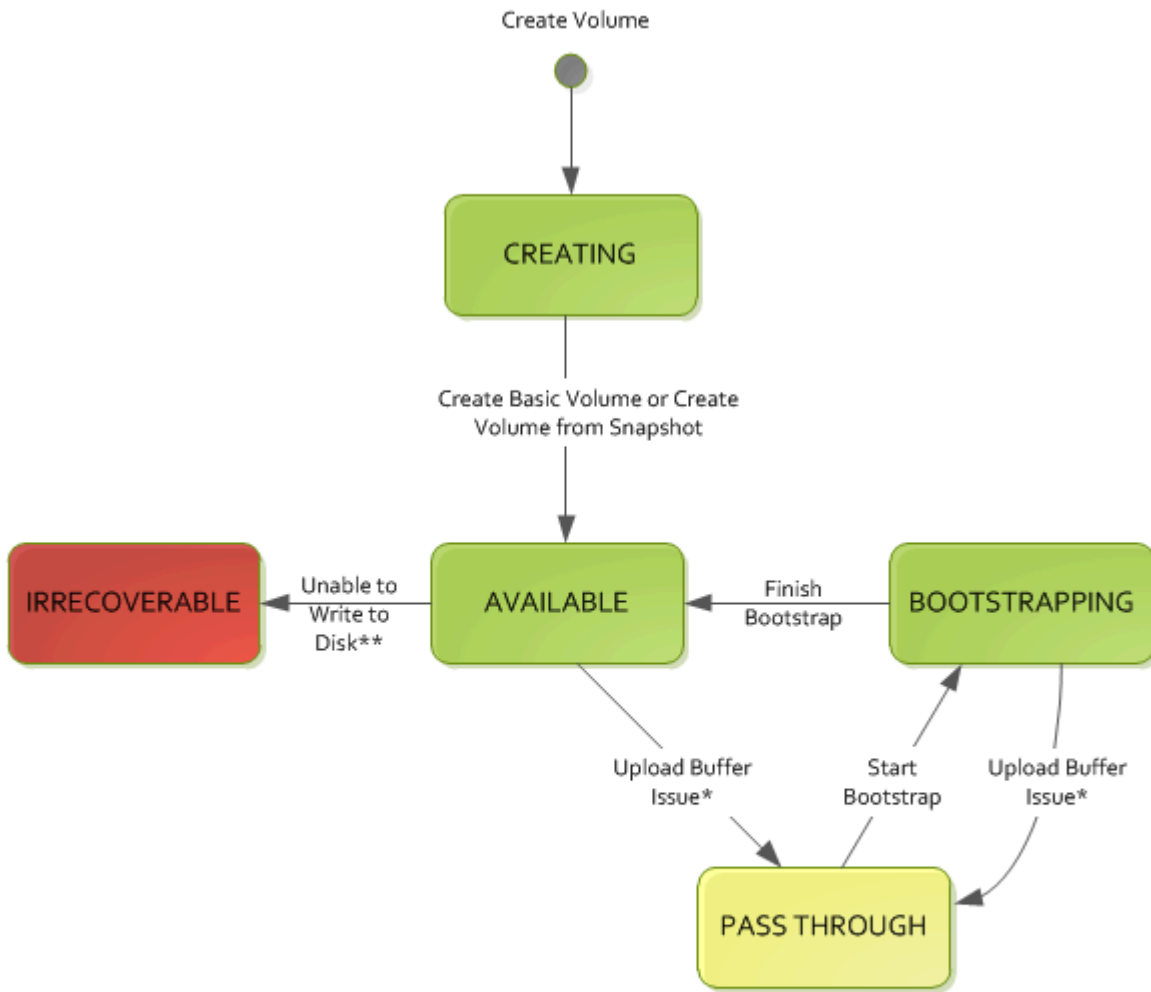 Create Volume
CREATING
Create Basic Volume or Create
Volume from Snapshot
IRRECOVERABLE
Unable to
Write to
Disk**
AVAILABLE
Finish
Bootstrap
BOOTSTRAPPING
Upload Buffer
Issue*
Start
Bootstrap
Upload Buffer
Issue*
PASS THROUGH